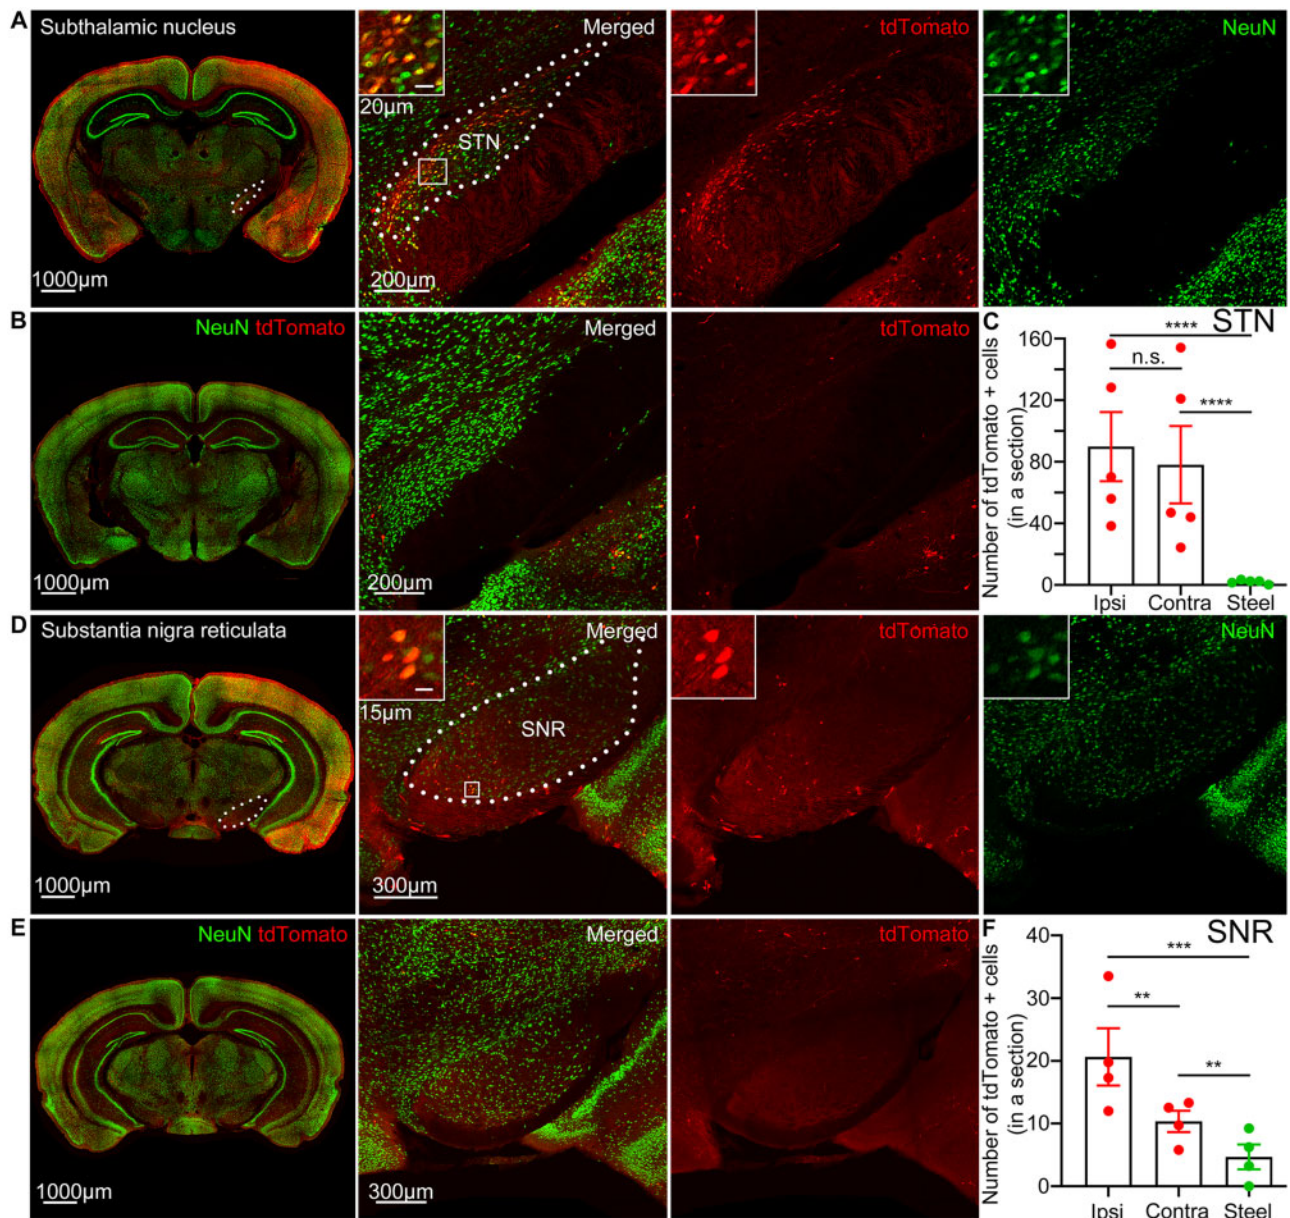 A
Subthalamic nucleus
1000µm
Merged
20µm
STN
200µm
tdTomato
NeuN
B
NeuN tdTomato
1000µm
Merged
200µm
tdTomato
C
STN
Number of tdTomato + cells
(in a section)
160
120
80
40
0
****
n.s.
****
Ipsi
Contra
Steel
D
Substantia nigra reticulata
1000µm
Merged
15µm
SNR
300µm
tdTomato
NeuN
E
NeuN tdTomato
1000µm
Merged
300µm
tdTomato
F
SNR
Number of tdTomato + cells
(in a section)
40
30
20
10
0
***
**
**
Ipsi
Contra
Steel